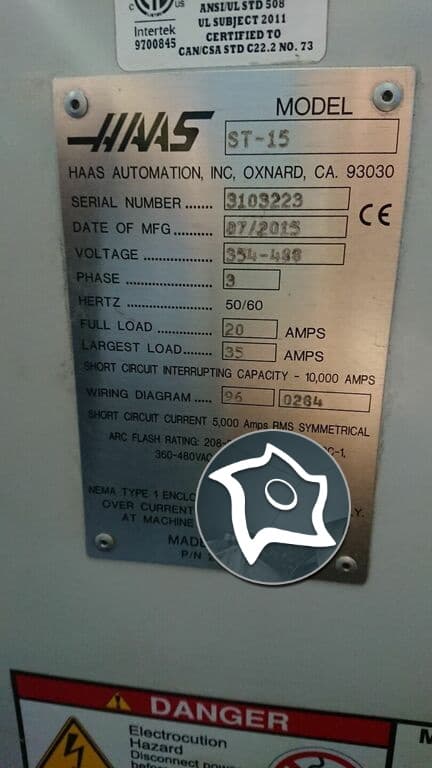 C US
Intertek
9700845
ANSI/UL STD 508
UL SUBJECT 2011
CERTIFIED TO
CAN/CSA STD C22.2 NO. 73
HAAS
MODEL
ST-15
HAAS AUTOMATION, INC, OXNARD, CA. 93030
SERIAL NUMBER ....... 3103223
CE
DATE OF MFG ....... 07/2015
VOLTAGE ............ 354-488
PHASE ............... 3
HERTZ ............... 50/60
FULL LOAD ........... 20 AMPS
LARGEST LOAD ....... 35 AMPS
SHORT CIRCUIT INTERRUPTING CAPACITY - 10,000 AMPS
WIRING DIAGRAM ..... 96 0284
SHORT CIRCUIT CURRENT 5,000 Amps RMS SYMMETRICAL
ARC FLASH RATING: 208-
360-480VAC
NEMA TYPE 1
OVER CURRENT
AT MACHINE
P/N
DANGER
Electrocution
Hazard
Disconnect power